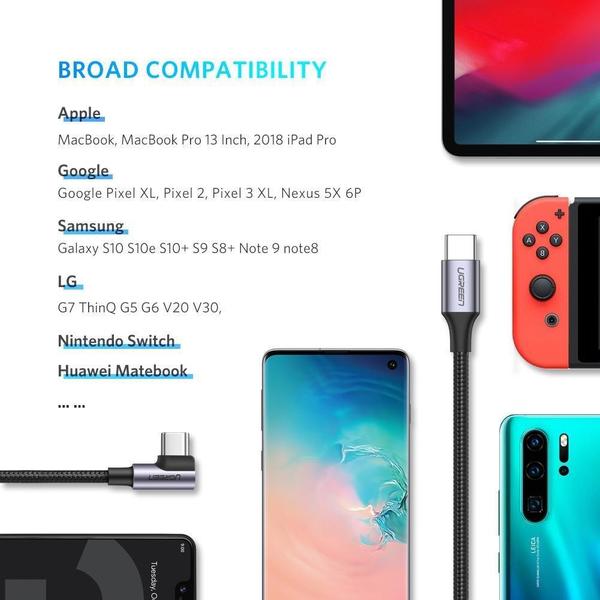 BROAD COMPATIBILITY
Apple
MacBook, MacBook Pro 13 Inch, 2018 iPad Pro
Google
Google Pixel XL, Pixel 2, Pixel 3 XL, Nexus 5X 6P
Samsung
Galaxy S10 S10e S10+ S9 S8+ Note 9 note8
LG
G7 ThinQ G5 G6 V20 V30,
Nintendo Switch
Huawei Matebook
... ...
UGREEN
UGREEN
X
Y
A
B
LEICA
Tuesday, O